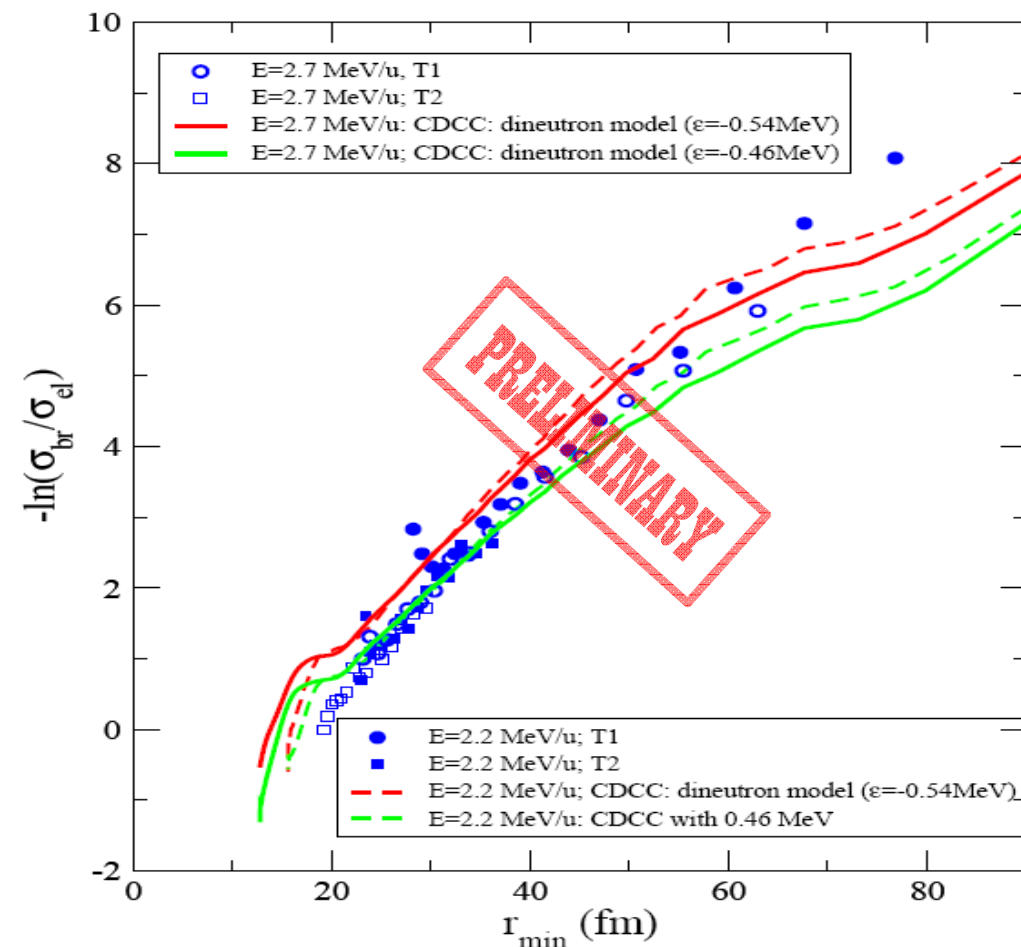 10
8
6
4
2
0
-2
0 20 40 60 80
-ln(σbr/σel)
rmin (fm)
E=2.7 MeV/u, T1
E=2.7 MeV/u; T2
E=2.7 MeV/u: CDCC: dineutron model (ε=-0.54MeV)
E=2.7 MeV/u; CDCC: dineutron model (ε=-0.46MeV)
PRELIMINARY
E=2.2 MeV/u; T1
E=2.2 MeV/u; T2
E=2.2 MeV/u; CDCC: dineutron model (ε=-0.54MeV)
E=2.2 MeV/u: CDCC with 0.46 MeV